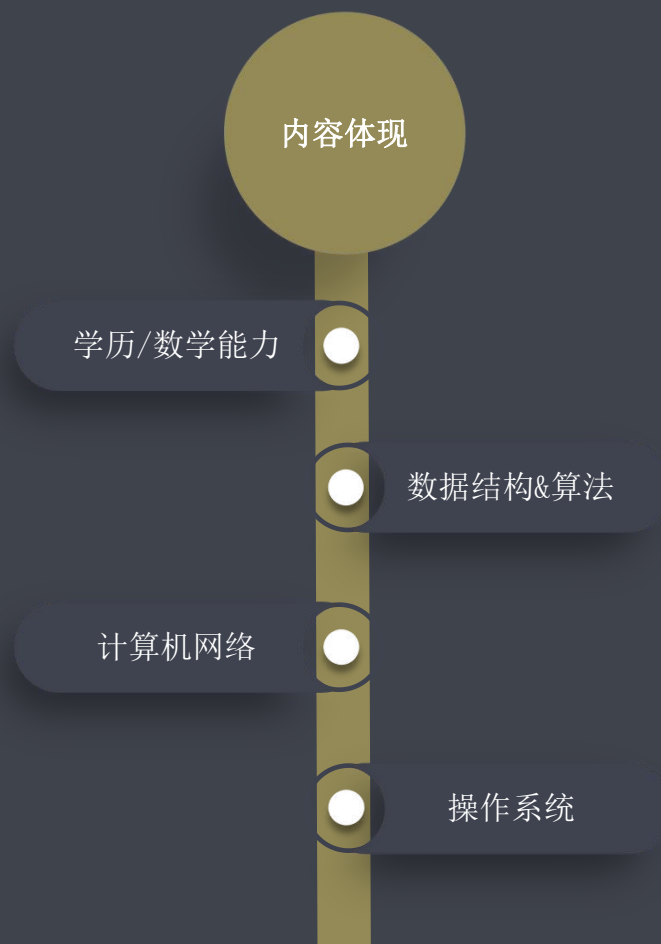 内容体现
学历/数学能力
数据结构&算法
计算机网络
操作系统